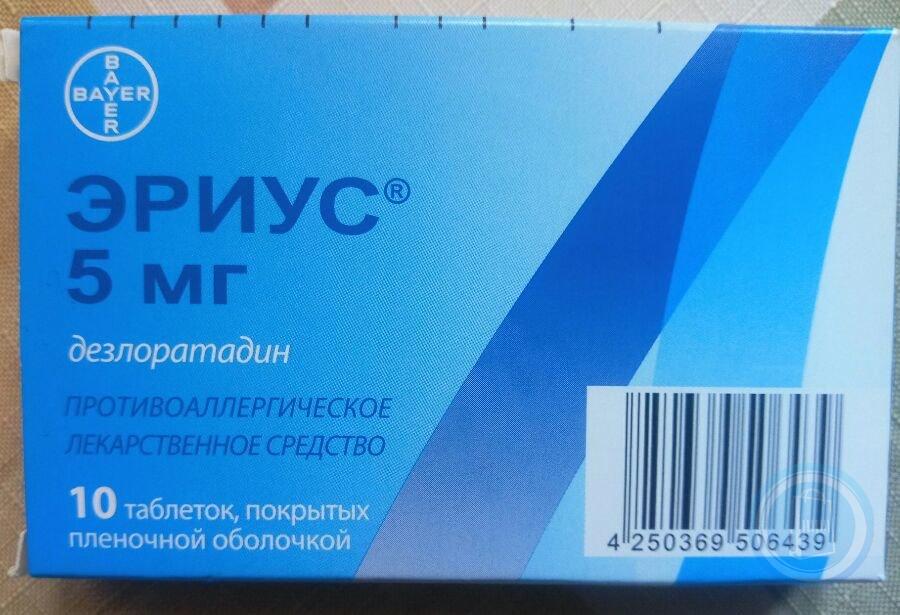 BAYER
BAYER
ЭРИУС®
5 мг
дезлоратадин
ПРОТИВОАЛЛЕРГИЧЕСКОЕ
ЛЕКАРСТВЕННОЕ СРЕДСТВО
10 таблеток, покрытых
пленочной оболочкой
4 250369 506439